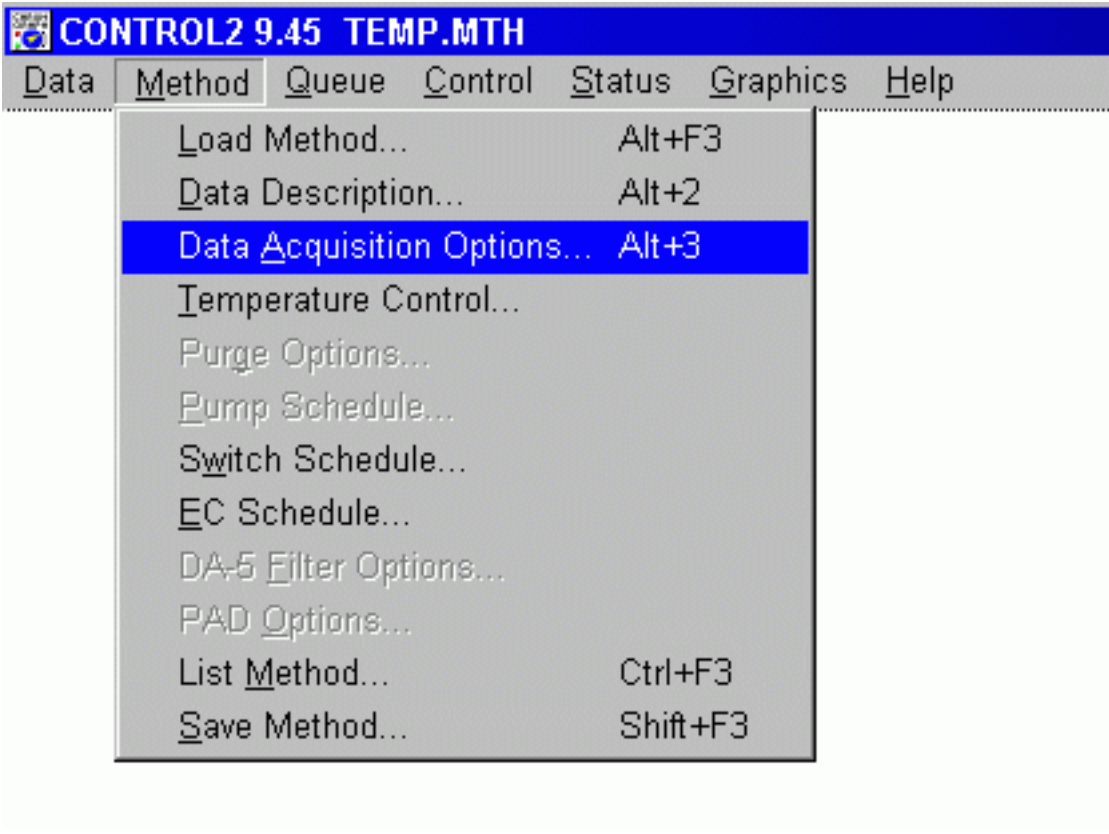 CONTROL2 9.45 TEMP.MTH
Data Method Queue Control Status Graphics Help
Load Method... Alt+F3
Data Description... Alt+2
Data Acquisition Options... Alt+3
Temperature Control...
Purge Options...
Pump Schedule...
Switch Schedule...
EC Schedule...
DA-5 Filter Options...
PAD Options...
List Method... Ctrl+F3
Save Method... Shift+F3